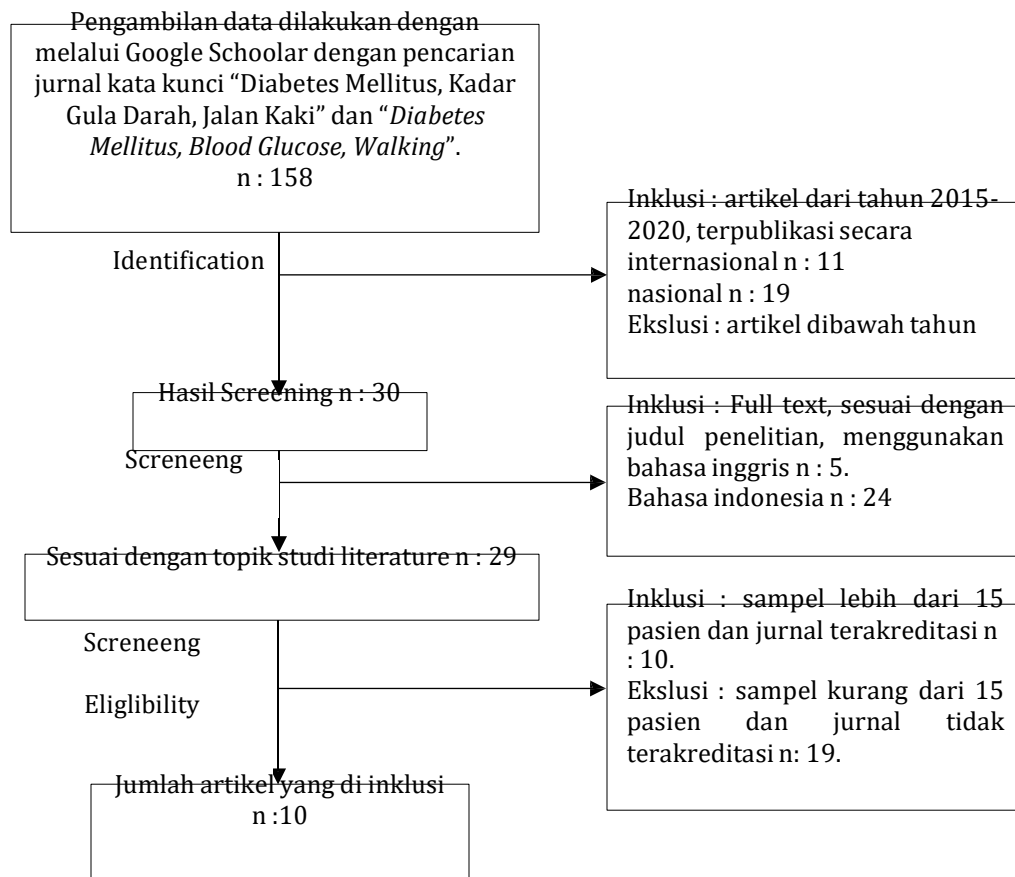 Pengambilan data dilakukan dengan
melalui Google Schoolar dengan pencarian
jurnal kata kunci “Diabetes Mellitus, Kadar
Gula Darah, Jalan Kaki” dan “Diabetes
Mellitus, Blood Glucose, Walking”.
n : 158
Inklusi : artikel dari tahun 2015-
2020, terpublikasi secara
internasional n : 11
nasional n : 19
Ekslusi : artikel dibawah tahun
Identification
Hasil Screening n : 30
Inklusi : Full text, sesuai dengan
judul penelitian, menggunakan
bahasa inggris n : 5.
Bahasa indonesia n : 24
Screneeng
Sesuai dengan topik studi literature n : 29
Inklusi : sampel lebih dari 15
pasien dan jurnal terakreditasi n
: 10.
Ekslusi : sampel kurang dari 15
pasien dan jurnal tidak
terakreditasi n: 19.
Screneeng
Eliglibility
Jumlah artikel yang di inklusi
n :10